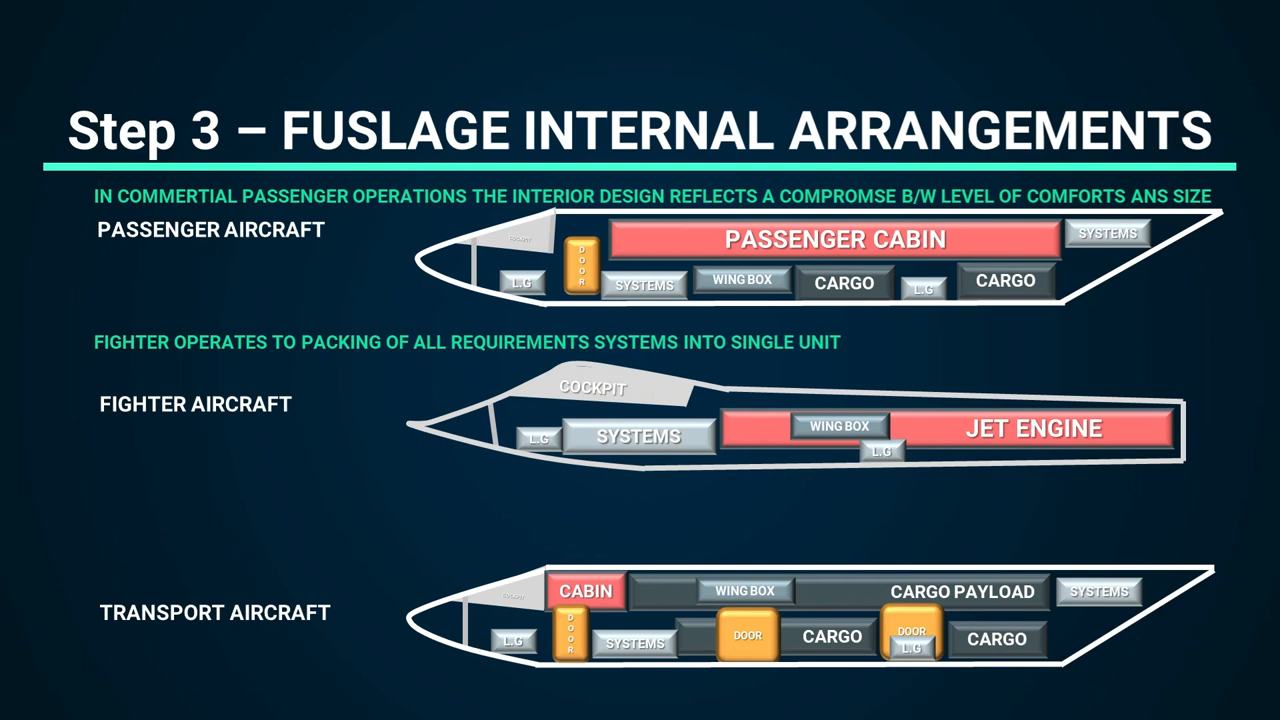 Step 3 – FUSLAGE INTERNAL ARRANGEMENTS
IN COMMERTIAL PASSENGER OPERATIONS THE INTERIOR DESIGN REFLECTS A COMPROMSE B/W LEVEL OF COMFORTS ANS SIZE
PASSENGER AIRCRAFT
COCKPIT
DOOR
PASSENGER CABIN
SYSTEMS
L.G
SYSTEMS
WING BOX
CARGO
L.G
CARGO
FIGHTER OPERATES TO PACKING OF ALL REQUIREMENTS SYSTEMS INTO SINGLE UNIT
FIGHTER AIRCRAFT
COCKPIT
L.G
SYSTEMS
WING BOX
JET ENGINE
L.G
TRANSPORT AIRCRAFT
COCKPIT
CABIN
WING BOX
CARGO PAYLOAD
SYSTEMS
L.G
DOOR
SYSTEMS
DOOR
CARGO
DOOR
L.G
CARGO